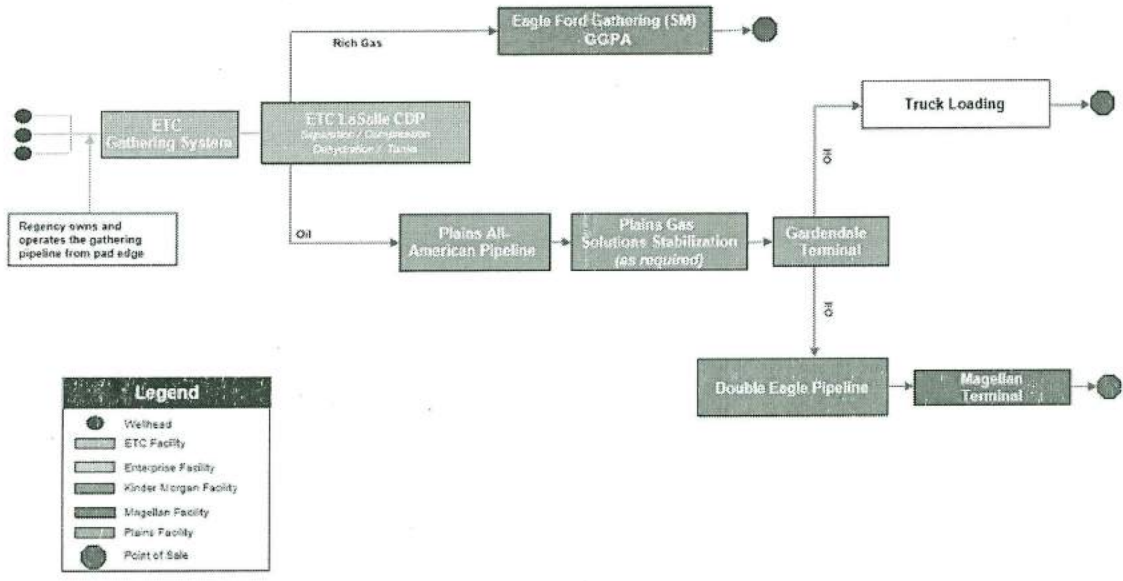 Eagle Ford Gathering (SM)
GGPA
Rich Gas
Truck Loading
ETC
Gathering System
ETC LaSalle CDP
Separation / Compression
Dehydration / Tanks
Regency owns and
operates the gathering
pipeline from pad edge
Oil
Plains All-
American Pipeline
Plains Gas
Solutions Stabilization
(as required)
Gardendale
Terminal
Double Eagle Pipeline
Magellan
Terminal
Legend
Wellhead
ETC Facility
Enterprise Facility
Kinder Morgan Facility
Magellan Facility
Plains Facility
Point of Sale